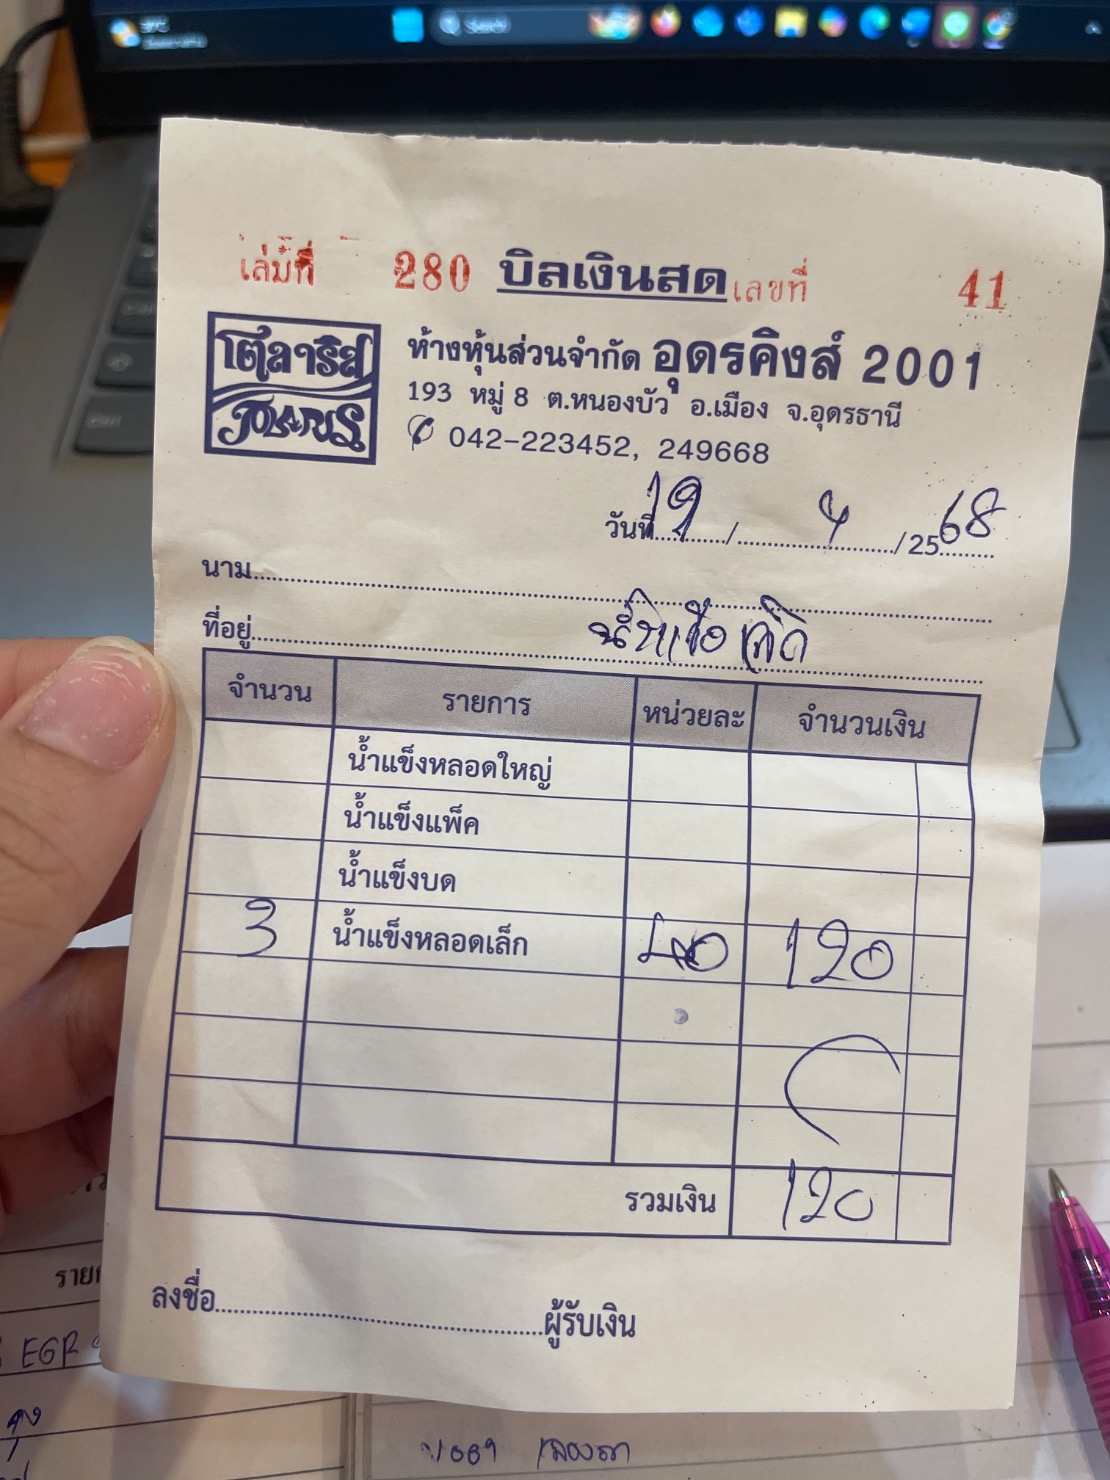 Search
เล่มที่ 280 บิลเงินสด เลขที่ 41
โต๊ลาริส
POLARIS
ห้างหุ้นส่วนจำกัด อุดรคิงส์ 2001
193 หมู่ 8 ต.หนองบัว อ.เมือง จ.อุดรธานี
042-223452, 249668
วันที่ 19 / 4 / 2568
นาม
ที่อยู่
จำนวน รายการ หน่วยละ จำนวนเงิน
น้ำแข็งหลอดใหญ่
น้ำแข็งแพ็ค
น้ำแข็งบด
3 น้ำแข็งหลอดเล็ก 40 120
รวมเงิน 120
ลงชื่อ ผู้รับเงิน
EGR